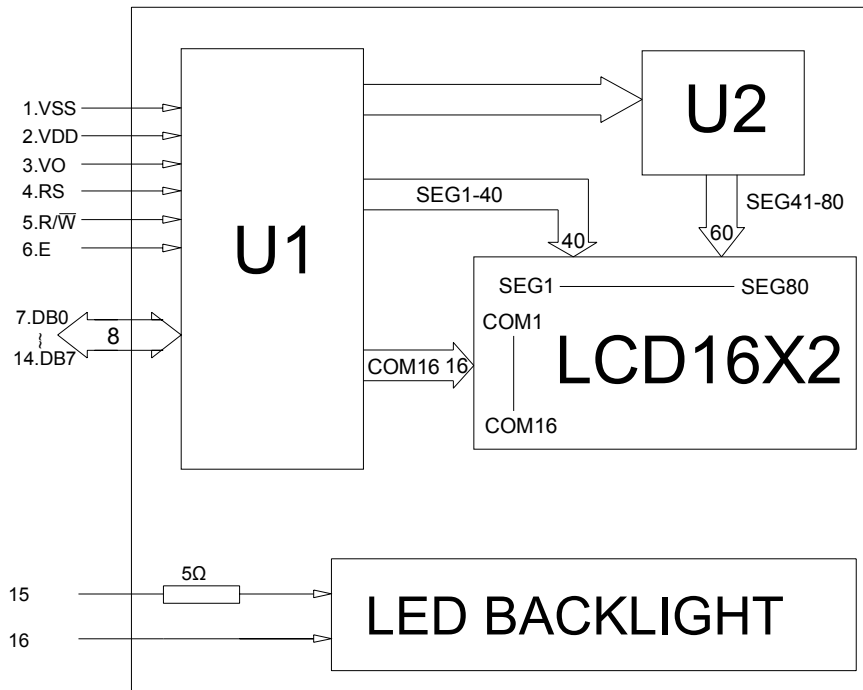 1.VSS
2.VDD
3.VO
4.RS
5.R/W̅
6.E
7.DB0
~
14.DB7
8
U1
U2
SEG1-40
SEG41-80
40
60
SEG1
SEG80
COM1
LCD16X2
COM16 16
COM16
15
5Ω
16
LED BACKLIGHT